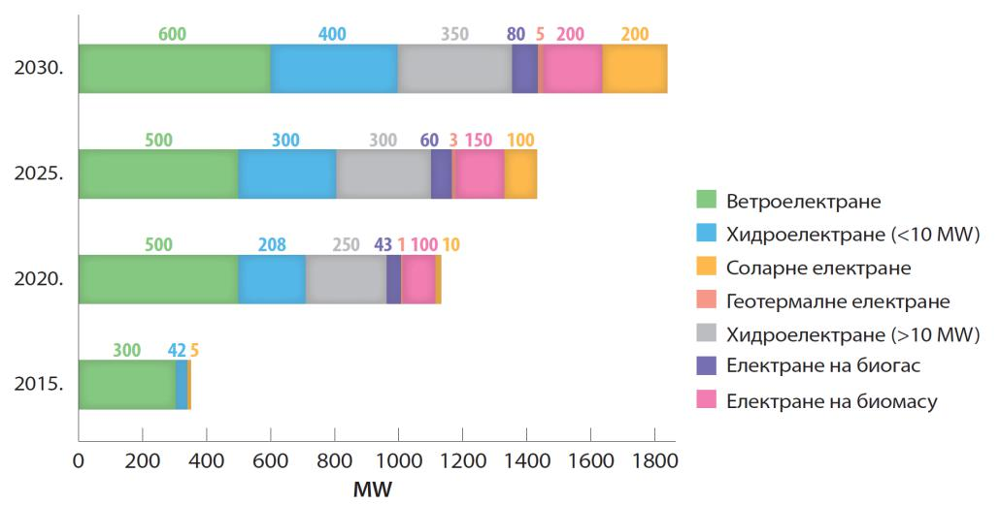 600 400 350 80 5 200 200
2030.
500 300 300 60 3 150 100
2025.
500 208 250 43 1 100 10
2020.
300 42 5
2015.
0 200 400 600 800 1000 1200 1400 1600 1800
MW
Ветроелектране
Хидроелектране (<10 MW)
Соларне електране
Геотермалне електране
Хидроелектране (>10 MW)
Електране на биогас
Електране на биомасу